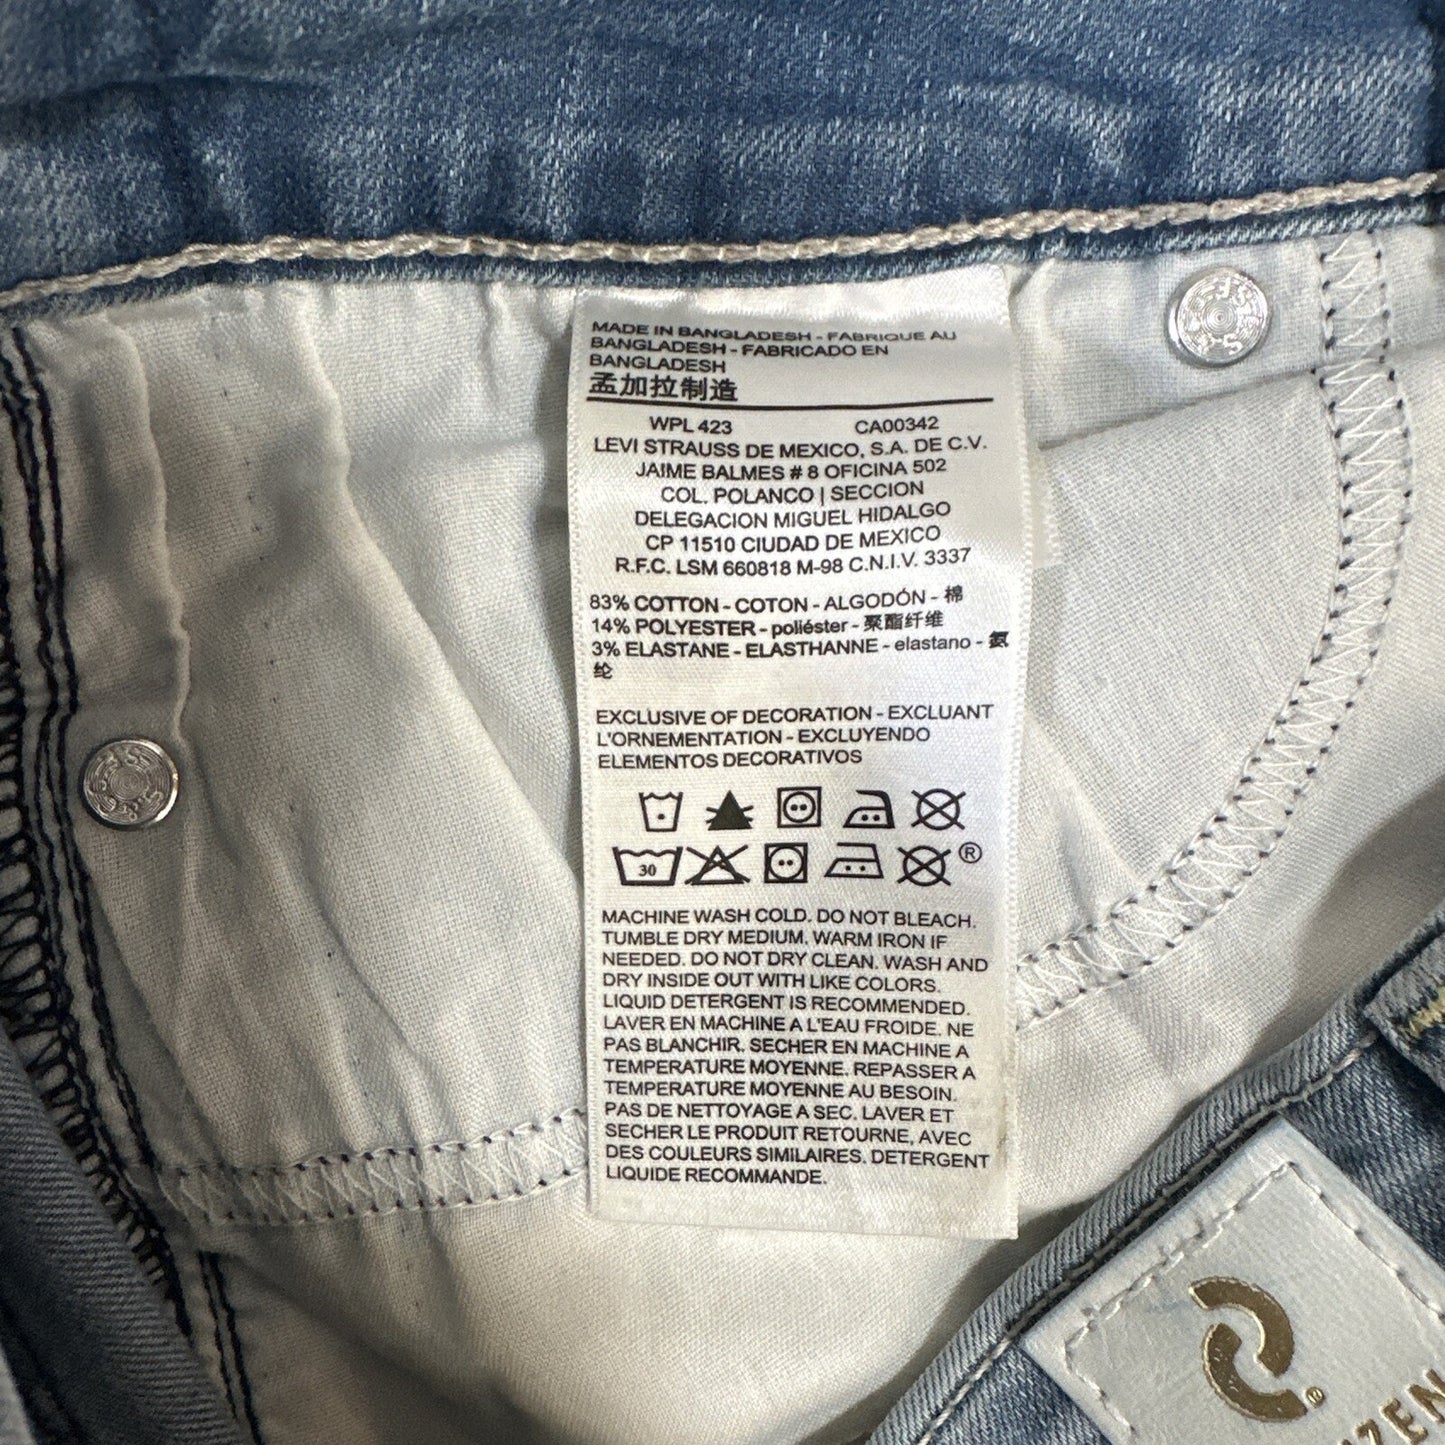 MADE IN BANGLADESH - FABRIQUE AU
BANGLADESH - FABRICADO EN
BANGLADESH
孟加拉制造
WPL 423 CA00342
LEVI STRAUSS DE MEXICO, S.A. DE C.V.
JAIME BALMES # 8 OFICINA 502
COL. POLANCO | SECCION
DELEGACION MIGUEL HIDALGO
CP 11510 CIUDAD DE MEXICO
R.F.C. LSM 660818 M-98 C.N.I.V. 3337
83% COTTON - COTON - ALGODÓN - 棉
14% POLYESTER - poliéster - 聚酯纤维
3% ELASTANE - ELASTHANNE - elastano - 氨
纶
EXCLUSIVE OF DECORATION - EXCLUANT
L'ORNEMENTATION - EXCLUYENDO
ELEMENTOS DECORATIVOS
30 ®
MACHINE WASH COLD. DO NOT BLEACH.
TUMBLE DRY MEDIUM. WARM IRON IF
NEEDED. DO NOT DRY CLEAN. WASH AND
DRY INSIDE OUT WITH LIKE COLORS.
LIQUID DETERGENT IS RECOMMENDED.
LAVER EN MACHINE A L'EAU FROIDE. NE
PAS BLANCHIR. SECHER EN MACHINE A
TEMPERATURE MOYENNE. REPASSER A
TEMPERATURE MOYENNE AU BESOIN.
PAS DE NETTOYAGE A SEC. LAVER ET
SECHER LE PRODUIT RETOURNE, AVEC
DES COULEURS SIMILAIRES. DETERGENT
LIQUIDE RECOMMANDE.